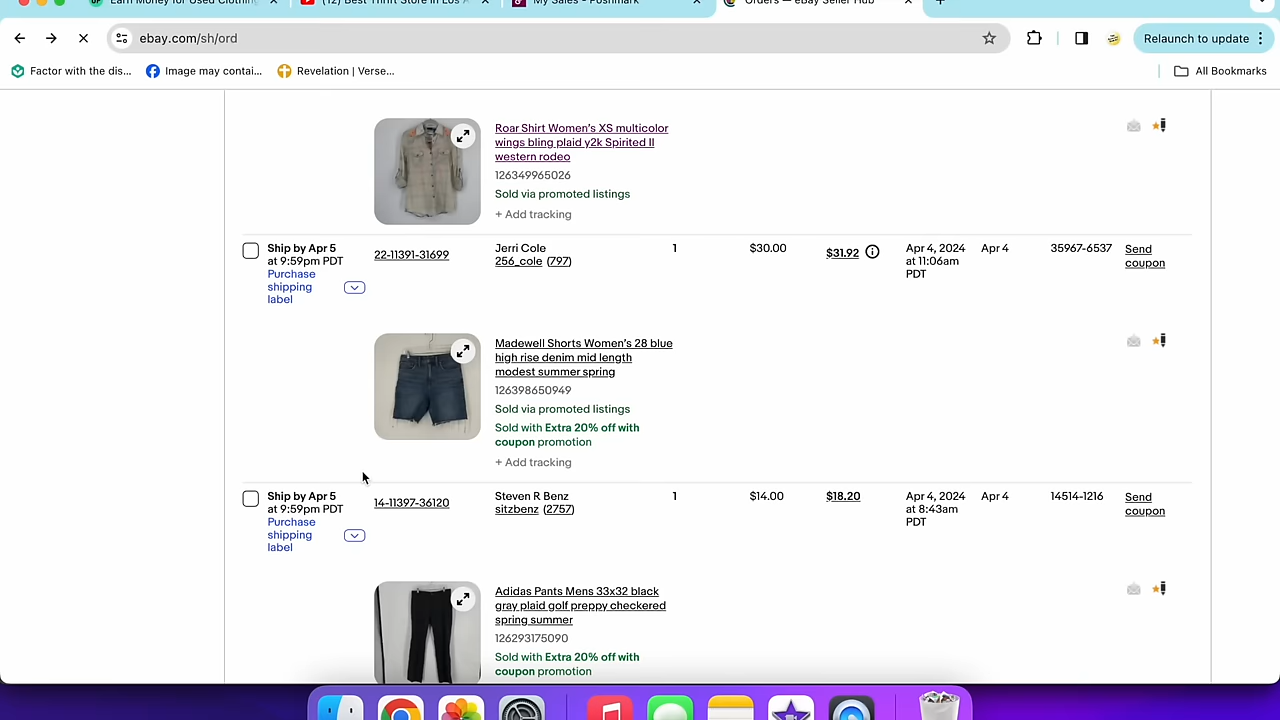 Earn Money for Used Clothing
(12) Best Thrift Store in Los A
My Sales - Poshmark
Orders — eBay Seller Hub
ebay.com/sh/ord
Relaunch to update
Factor with the dis...
Image may contai...
Revelation | Verse...
All Bookmarks
Roar Shirt Women's XS multicolor
wings bling plaid y2k Spirited II
western rodeo
126349965026
Sold via promoted listings
+ Add tracking
Ship by Apr 5
at 9:59pm PDT
Purchase
shipping
label
22-11391-31699
Jerri Cole
256_cole (797)
1
$30.00
$31.92
Apr 4, 2024
at 11:06am
PDT
Apr 4
35967-6537
Send
coupon
Madewell Shorts Women's 28 blue
high rise denim mid length
modest summer spring
126398650949
Sold via promoted listings
Sold with Extra 20% off with
coupon promotion
+ Add tracking
Ship by Apr 5
at 9:59pm PDT
Purchase
shipping
label
14-11397-36120
Steven R Benz
sitzbenz (2757)
1
$14.00
$18.20
Apr 4, 2024
at 8:43am
PDT
Apr 4
14514-1216
Send
coupon
Adidas Pants Mens 33x32 black
gray plaid golf preppy checkered
spring summer
126293175090
Sold with Extra 20% off with
coupon promotion